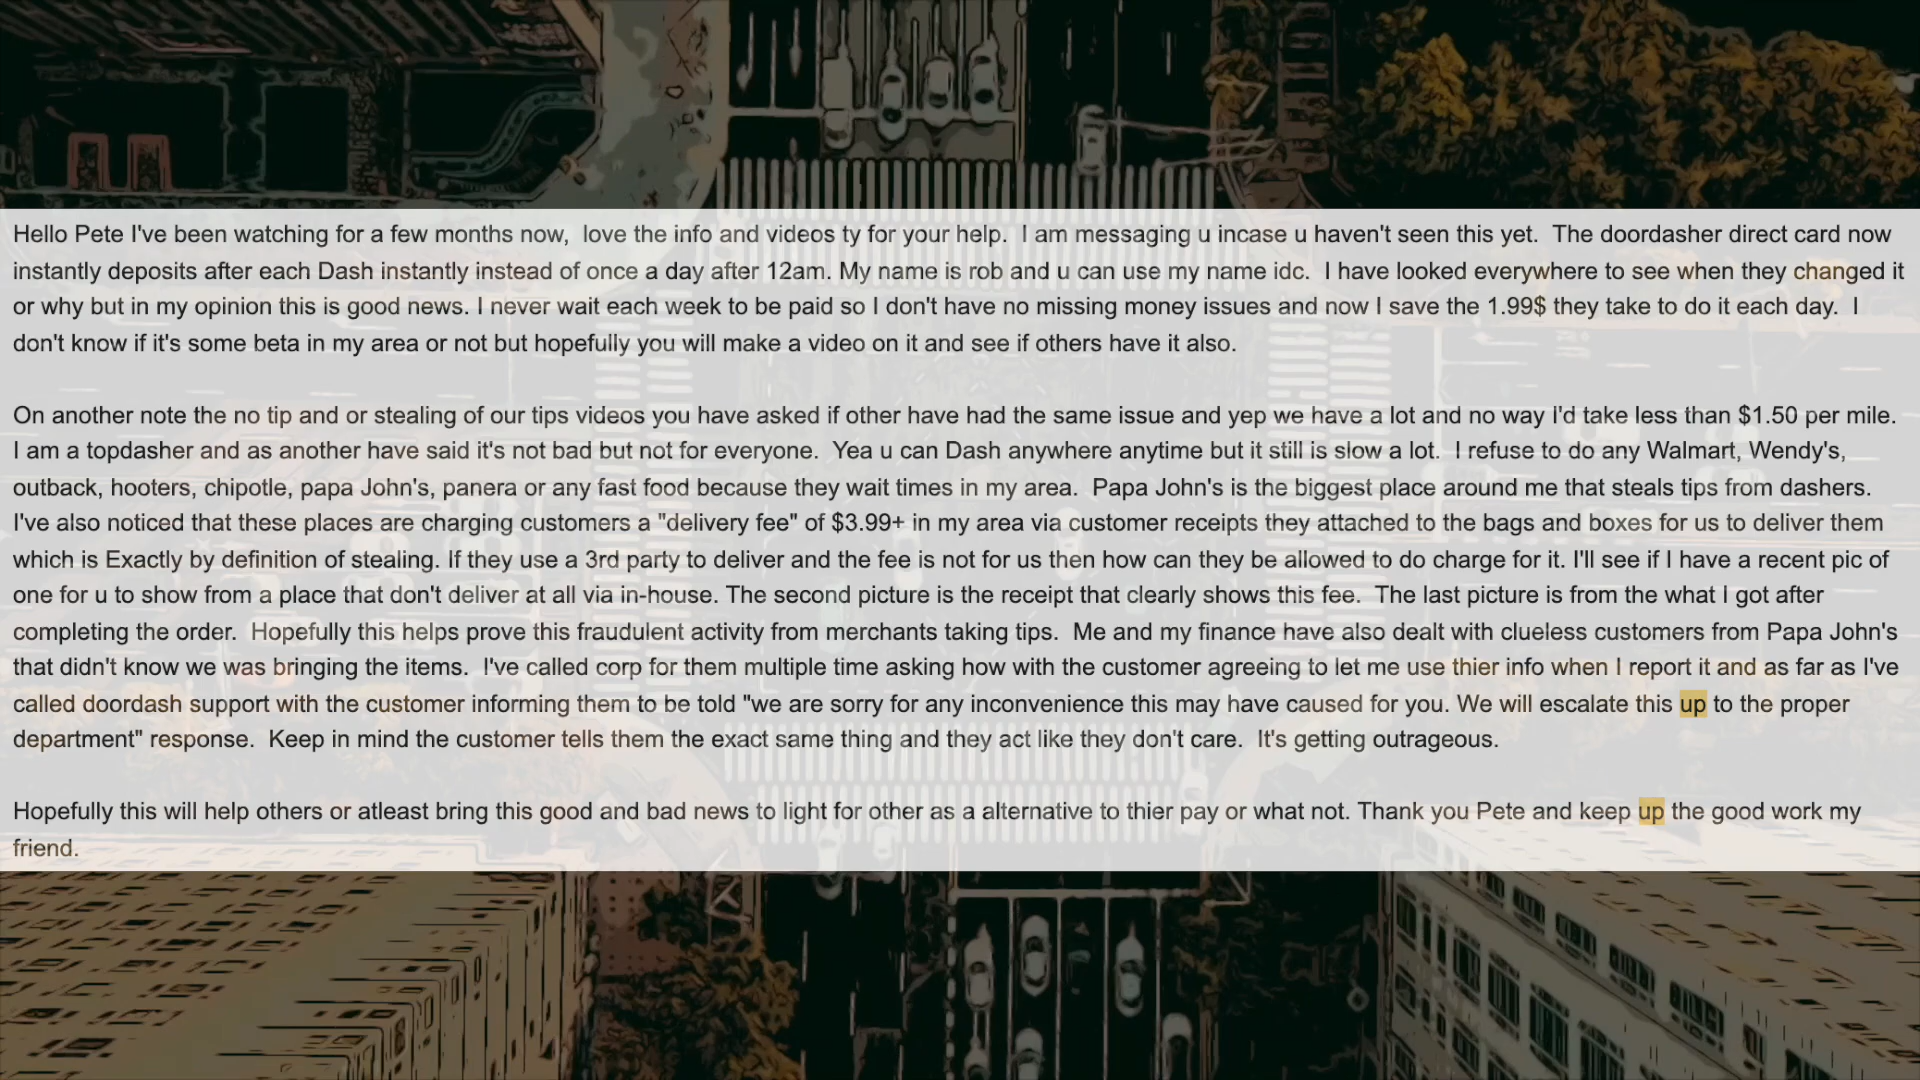 Hello Pete I've been watching for a few months now,  love the info and videos ty for your help.  I am messaging u incase u haven't seen this yet.  The doordasher direct card now
instantly deposits after each Dash instantly instead of once a day after 12am. My name is rob and u can use my name idc.  I have looked everywhere to see when they changed it
or why but in my opinion this is good news. I never wait each week to be paid so I don't have no missing money issues and now I save the 1.99$ they take to do it each day.  I
don't know if it's some beta in my area or not but hopefully you will make a video on it and see if others have it also.
On another note the no tip and or stealing of our tips videos you have asked if other have had the same issue and yep we have a lot and no way I'd take less than $1.50 per mile.
I am a topdasher and as another have said it's not bad but not for everyone.  Yea u can Dash anywhere anytime but it still is slow a lot.  I refuse to do any Walmart, Wendy's,
outback, hooters, chipotle, papa John's, panera or any fast food because they wait times in my area.  Papa John's is the biggest place around me that steals tips from dashers.
I've also noticed that these places are charging customers a "delivery fee" of $3.99+ in my area via customer receipts they attached to the bags and boxes for us to deliver them
which is Exactly by definition of stealing. If they use a 3rd party to deliver and the fee is not for us then how can they be allowed to do charge for it. I'll see if I have a recent pic of
one for u to show from a place that don't deliver at all via in-house. The second picture is the receipt that clearly shows this fee.  The last picture is from the what I got after
completing the order.  Hopefully this helps prove this fraudulent activity from merchants taking tips.  Me and my finance have also dealt with clueless customers from Papa John's
that didn't know we was bringing the items.  I've called corp for them multiple time asking how with the customer agreeing to let me use thier info when I report it and as far as I've
called doordash support with the customer informing them to be told "we are sorry for any inconvenience this may have caused for you. We will escalate this up to the proper
department" response.  Keep in mind the customer tells them the exact same thing and they act like they don't care.  It's getting outrageous.
Hopefully this will help others or atleast bring this good and bad news to light for other as a alternative to thier pay or what not. Thank you Pete and keep up the good work my
friend.